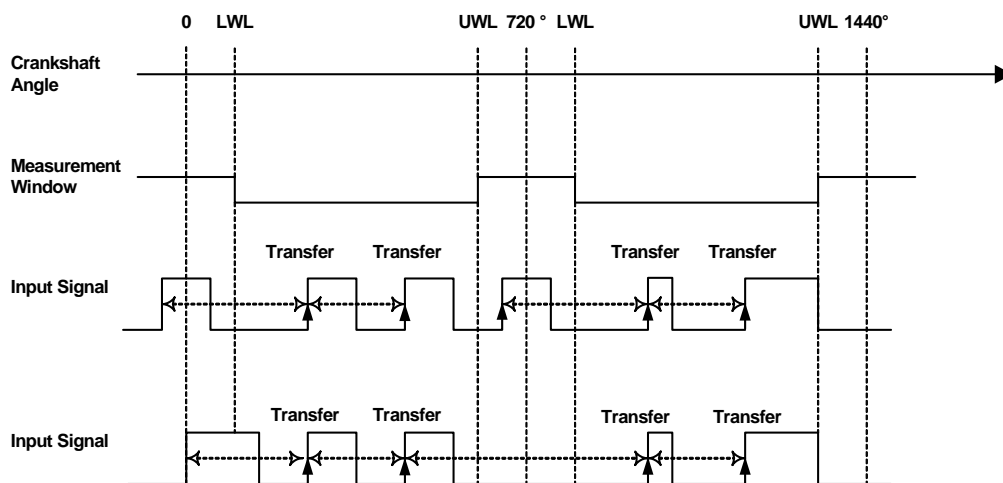 0 LWL UWL 720 ° LWL UWL 1440°
Crankshaft
Angle
Measurement
Window
Transfer Transfer Transfer Transfer
Input Signal
Transfer Transfer Transfer Transfer
Input Signal